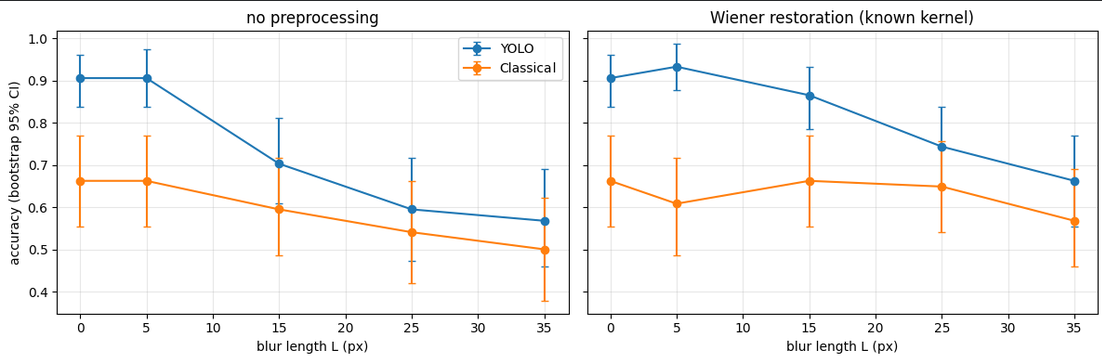 no preprocessing
Wiener restoration (known kernel)
accuracy (bootstrap 95% CI)
1.0
0.9
0.8
0.7
0.6
0.5
0.4
YOLO
Classical
0 5 10 15 20 25 30 35
0 5 10 15 20 25 30 35
blur length L (px)
blur length L (px)